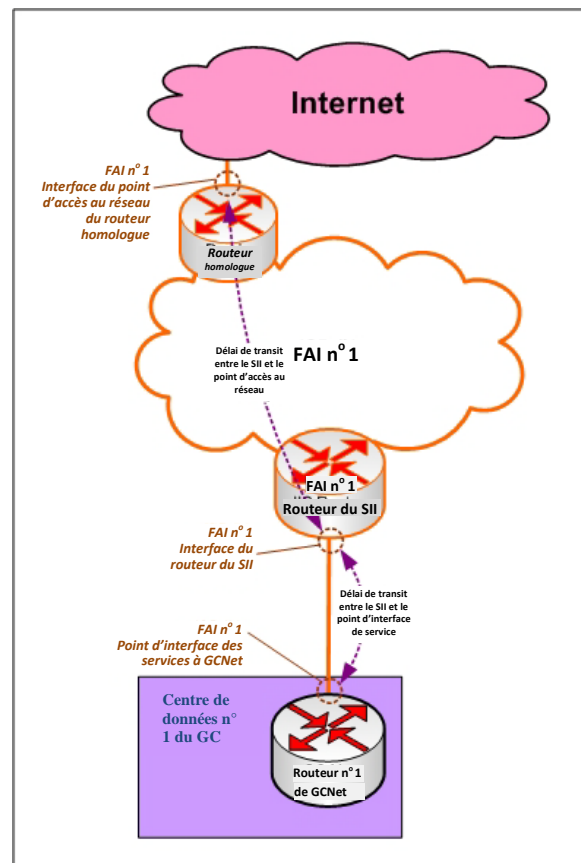 Internet
FAI n° 1
Interface du point
d'accès au réseau
du routeur
homologue
Routeur
homologue
Délai de transit
entre le SII et le
point d'accès au
réseau
FAI n° 1
FAI n° 1
Routeur du SII
FAI n° 1
Interface du
routeur du SII
Délai de transit
entre le SII et le
point d'interface
de service
FAI n° 1
Point d'interface des
services à GCNet
Centre de
données n°
1 du GC
Routeur n° 1
de GCNet